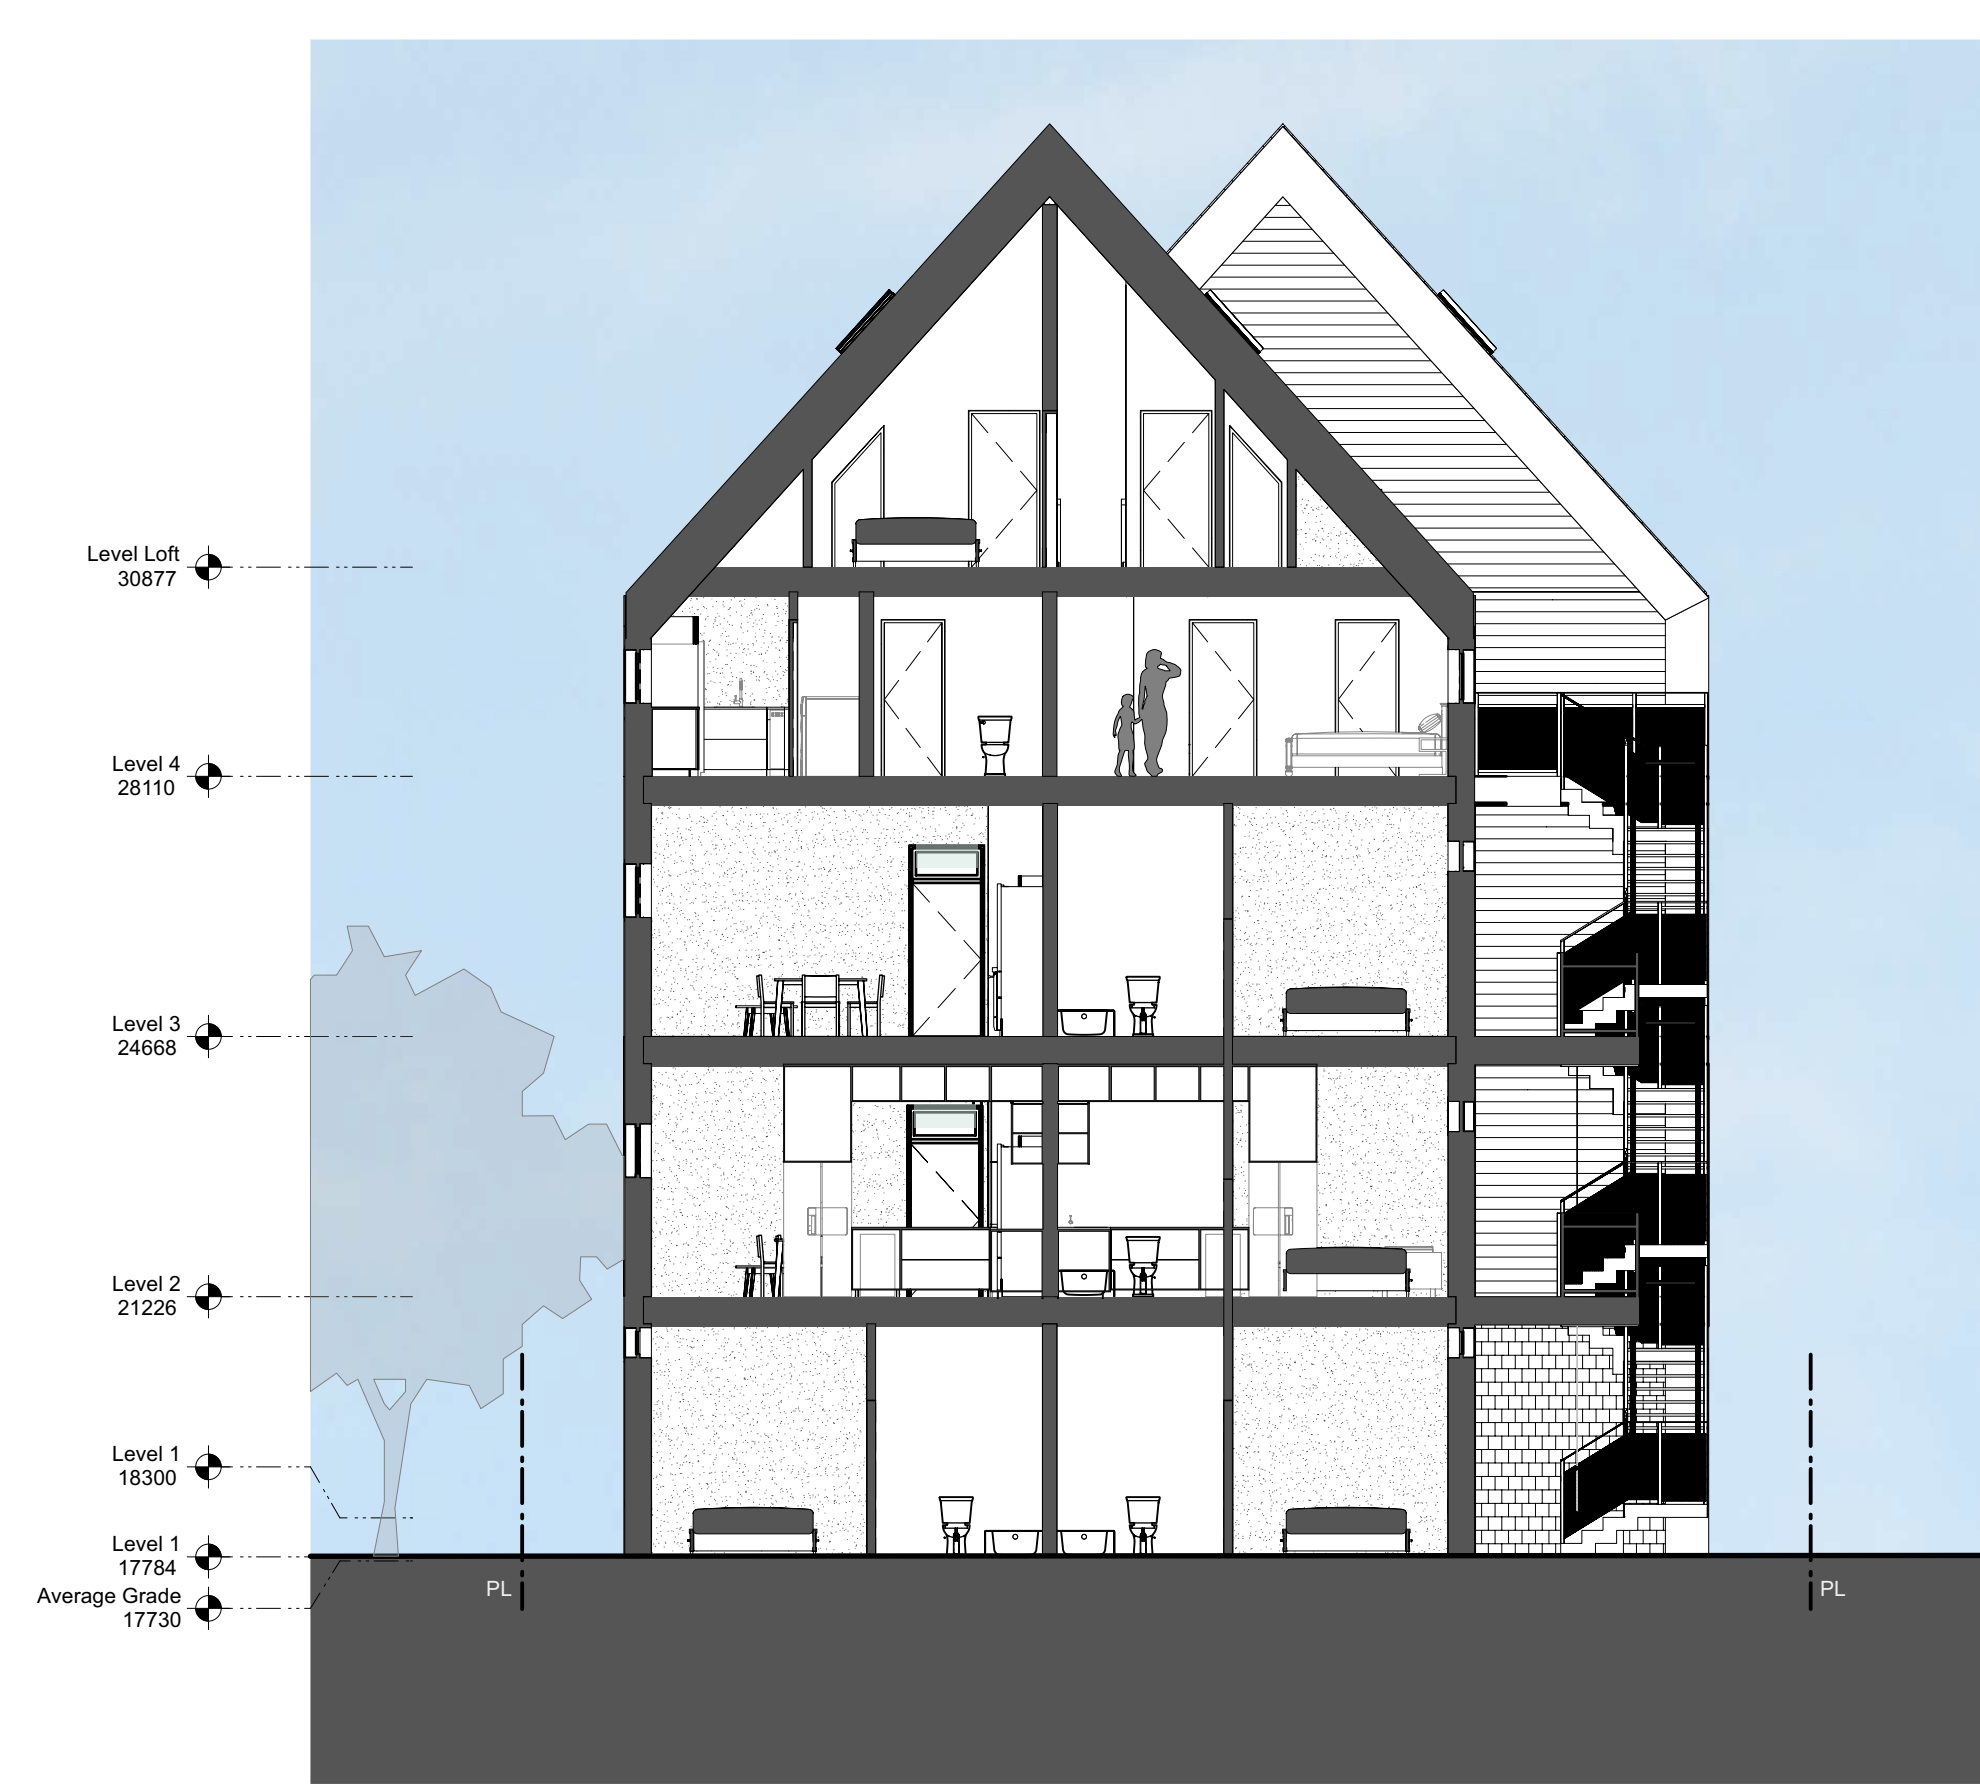 Level Loft
30877
Level 4
28110
Level 3
24668
Level 2
21226
Level 1
18300
Level 1
17784
Average Grade
17730
PL
PL